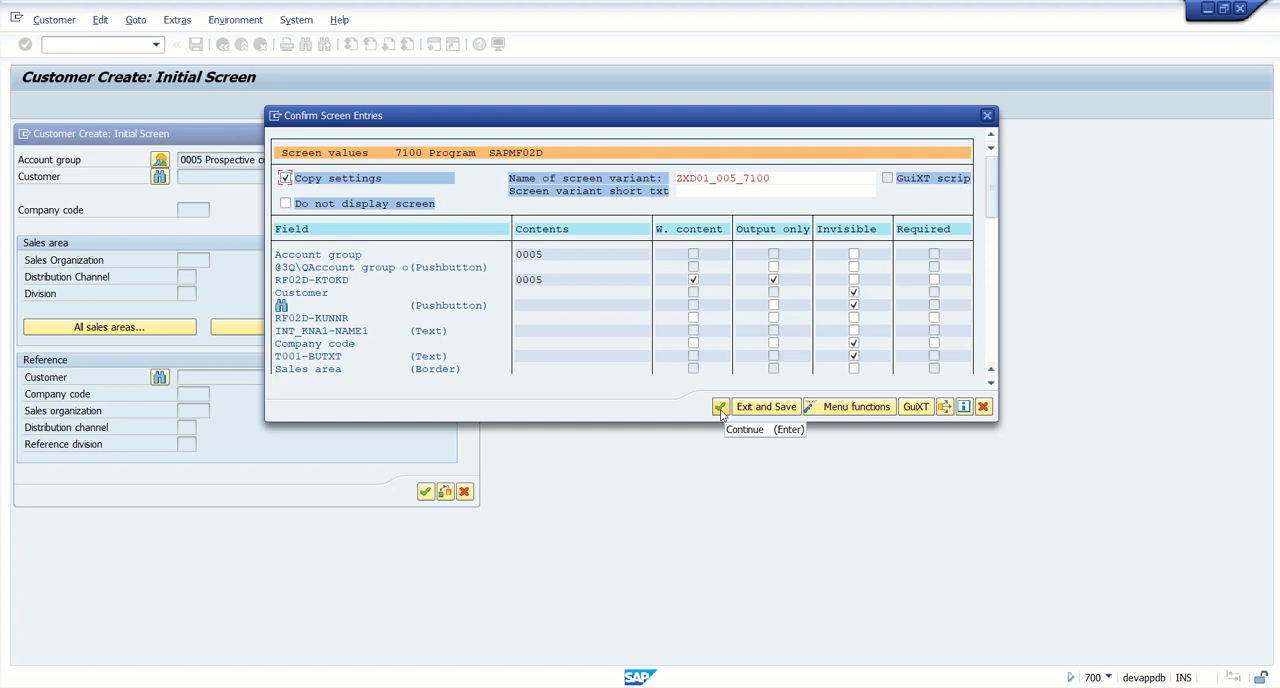 Customer Edit Goto Extras Environment System Help
Customer Create: Initial Screen
Customer Create: Initial Screen
Account group 0005 Prospective
Customer
Company code
Sales area
Sales Organization
Distribution Channel
Division
All sales areas...
Reference
Customer
Company code
Sales organization
Distribution channel
Reference division
Confirm Screen Entries
Screen values 7100 Program SAPMF02D
Copy settings Name of screen variant: ZXD01_005_7100 GuiXT scrip
Screen variant short txt
Do not display screen
Field Contents W. content Output only Invisible Required
Account group 0005
@3Q\QAccount group o(Pushbutton)
RF02D-KTOKD 0005
Customer
(Pushbutton)
RF02D-KUNNR
INT_KNA1-NAME1 (Text)
Company code
T001-BUTXT (Text)
Sales area (Border)
Exit and Save Menu functions GuiXT
Continue (Enter)
SAP 700 devappdb INS